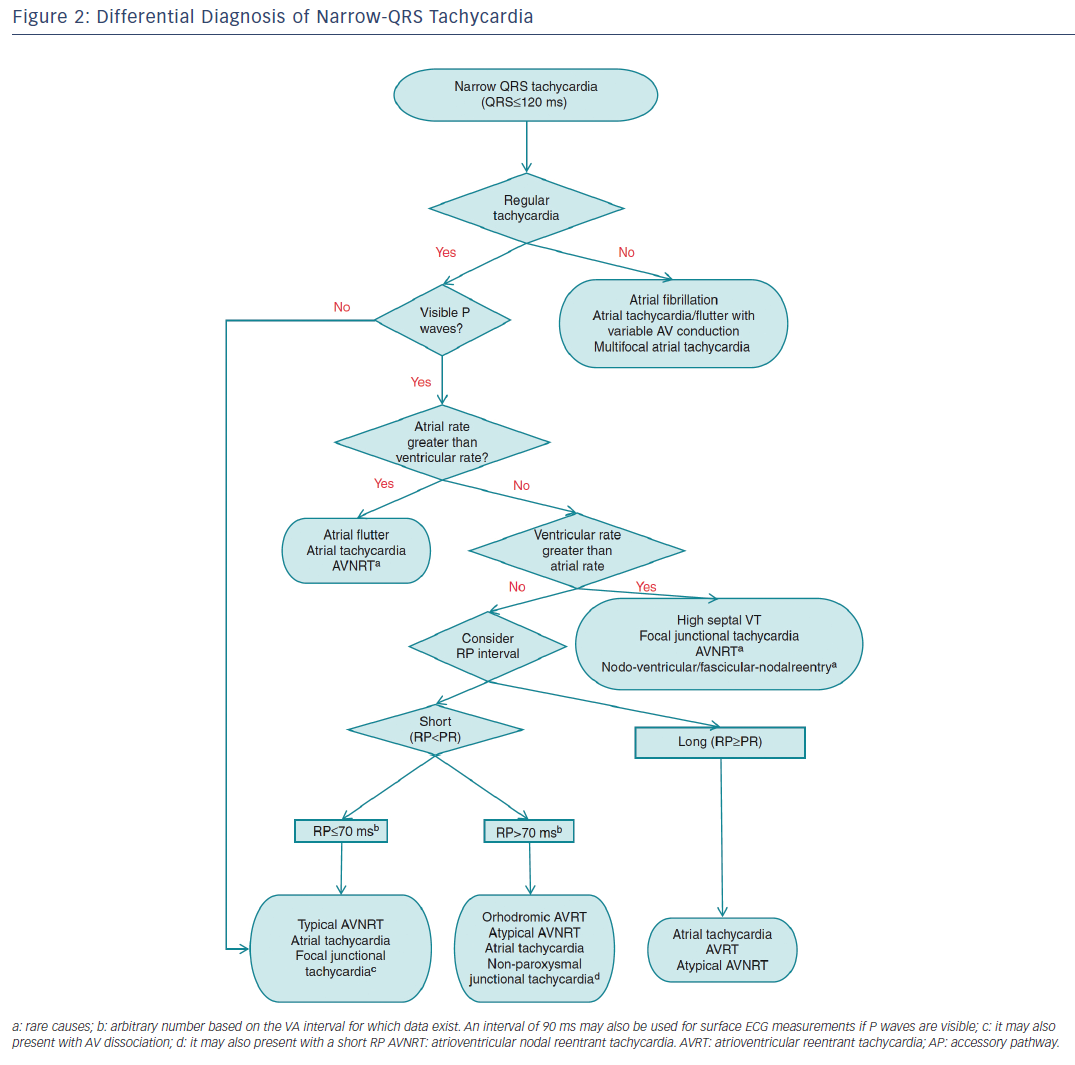 Figure 2: Differential Diagnosis of Narrow-QRS Tachycardia
Narrow QRS tachycardia
(QRS≤120 ms)
Regular
tachycardia
Yes
No
Visible P
waves?
No
Atrial fibrillation
Atrial tachycardia/flutter with
variable AV conduction
Multifocal atrial tachycardia
Yes
Atrial rate
greater than
ventricular rate?
Yes
No
Atrial flutter
Atrial tachycardia
AVNRTᵃ
Ventricular rate
greater than
atrial rate
No
Yes
Consider
RP interval
High septal VT
Focal junctional tachycardia
AVNRTᵃ
Nodo-ventricular/fascicular-nodalreentryᵃ
Short
(RP<PR)
Long (RP≥PR)
RP≤70 msᵇ
RP>70 msᵇ
Typical AVNRT
Atrial tachycardia
Focal junctional
tachycardiaᶜ
Orhodromic AVRT
Atypical AVNRT
Atrial tachycardia
Non-paroxysmal
junctional tachycardiaᵈ
Atrial tachycardia
AVRT
Atypical AVNRT
a: rare causes; b: arbitrary number based on the VA interval for which data exist. An interval of 90 ms may also be used for surface ECG measurements if P waves are visible; c: it may also
present with AV dissociation; d: it may also present with a short RP AVNRT: atrioventricular nodal reentrant tachycardia. AVRT: atrioventricular reentrant tachycardia; AP: accessory pathway.